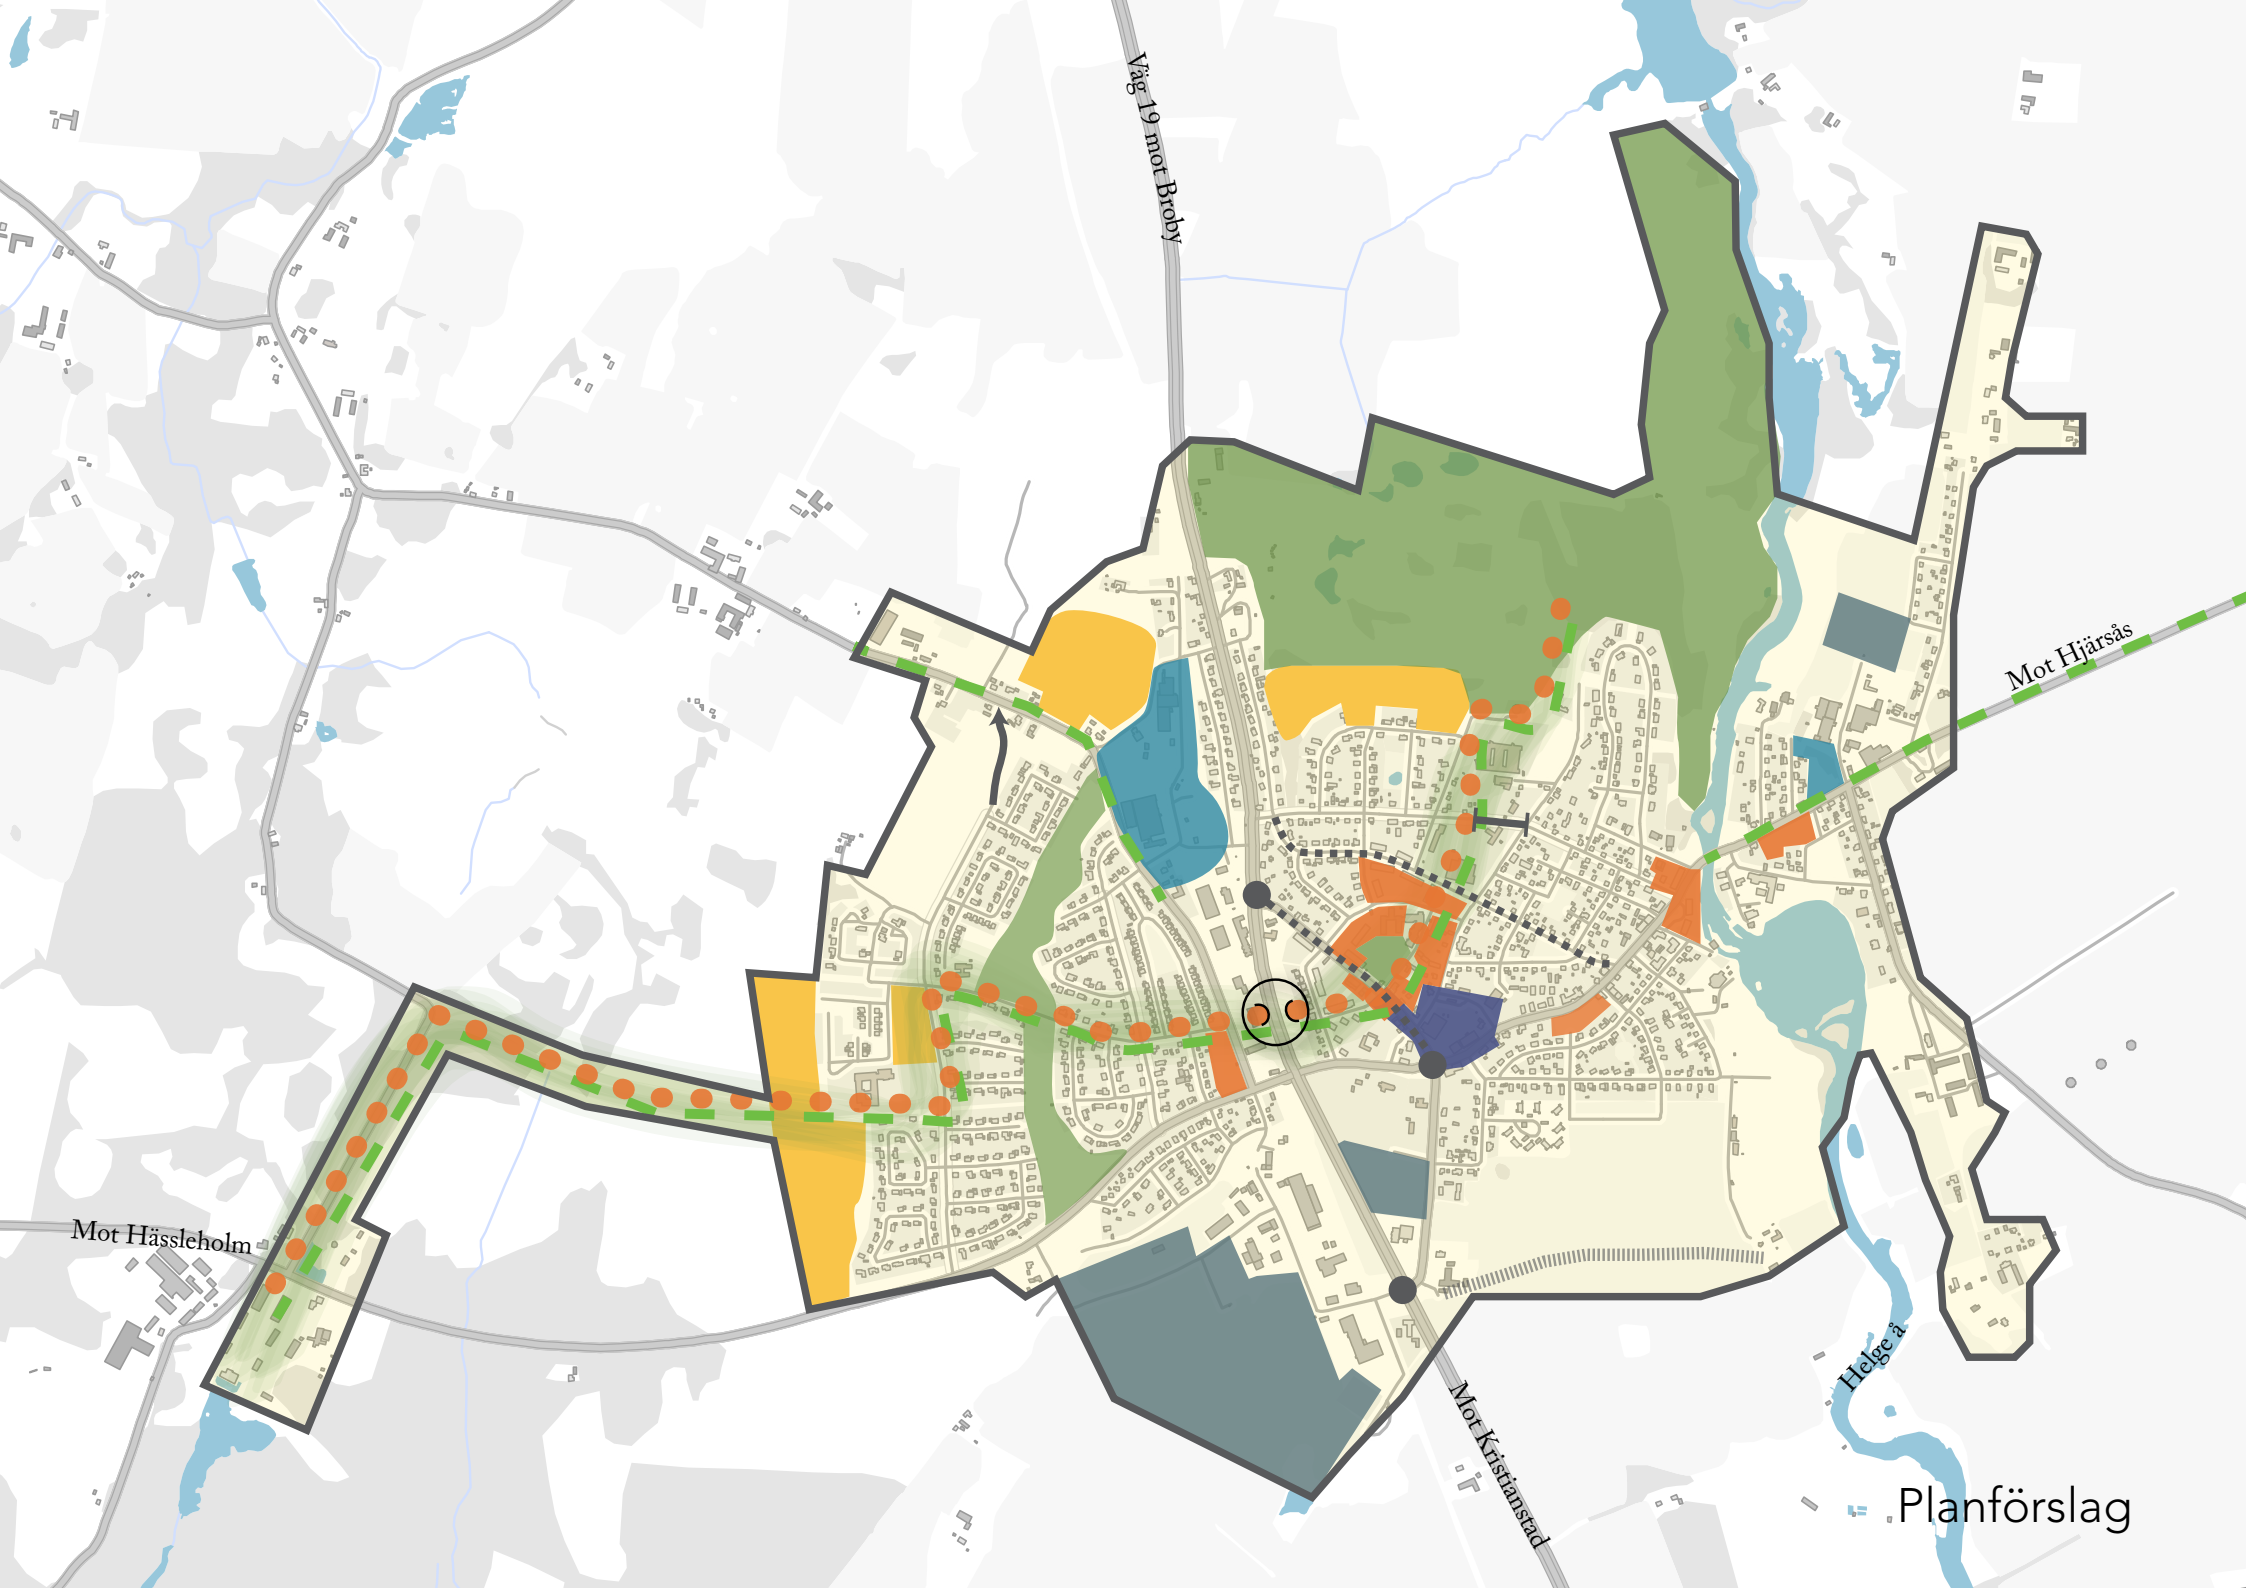 Väg 19 mot Broby
Mot Hjärsås
Mot Hässleholm
Helge å
Mot Kristianstad
Planförslag